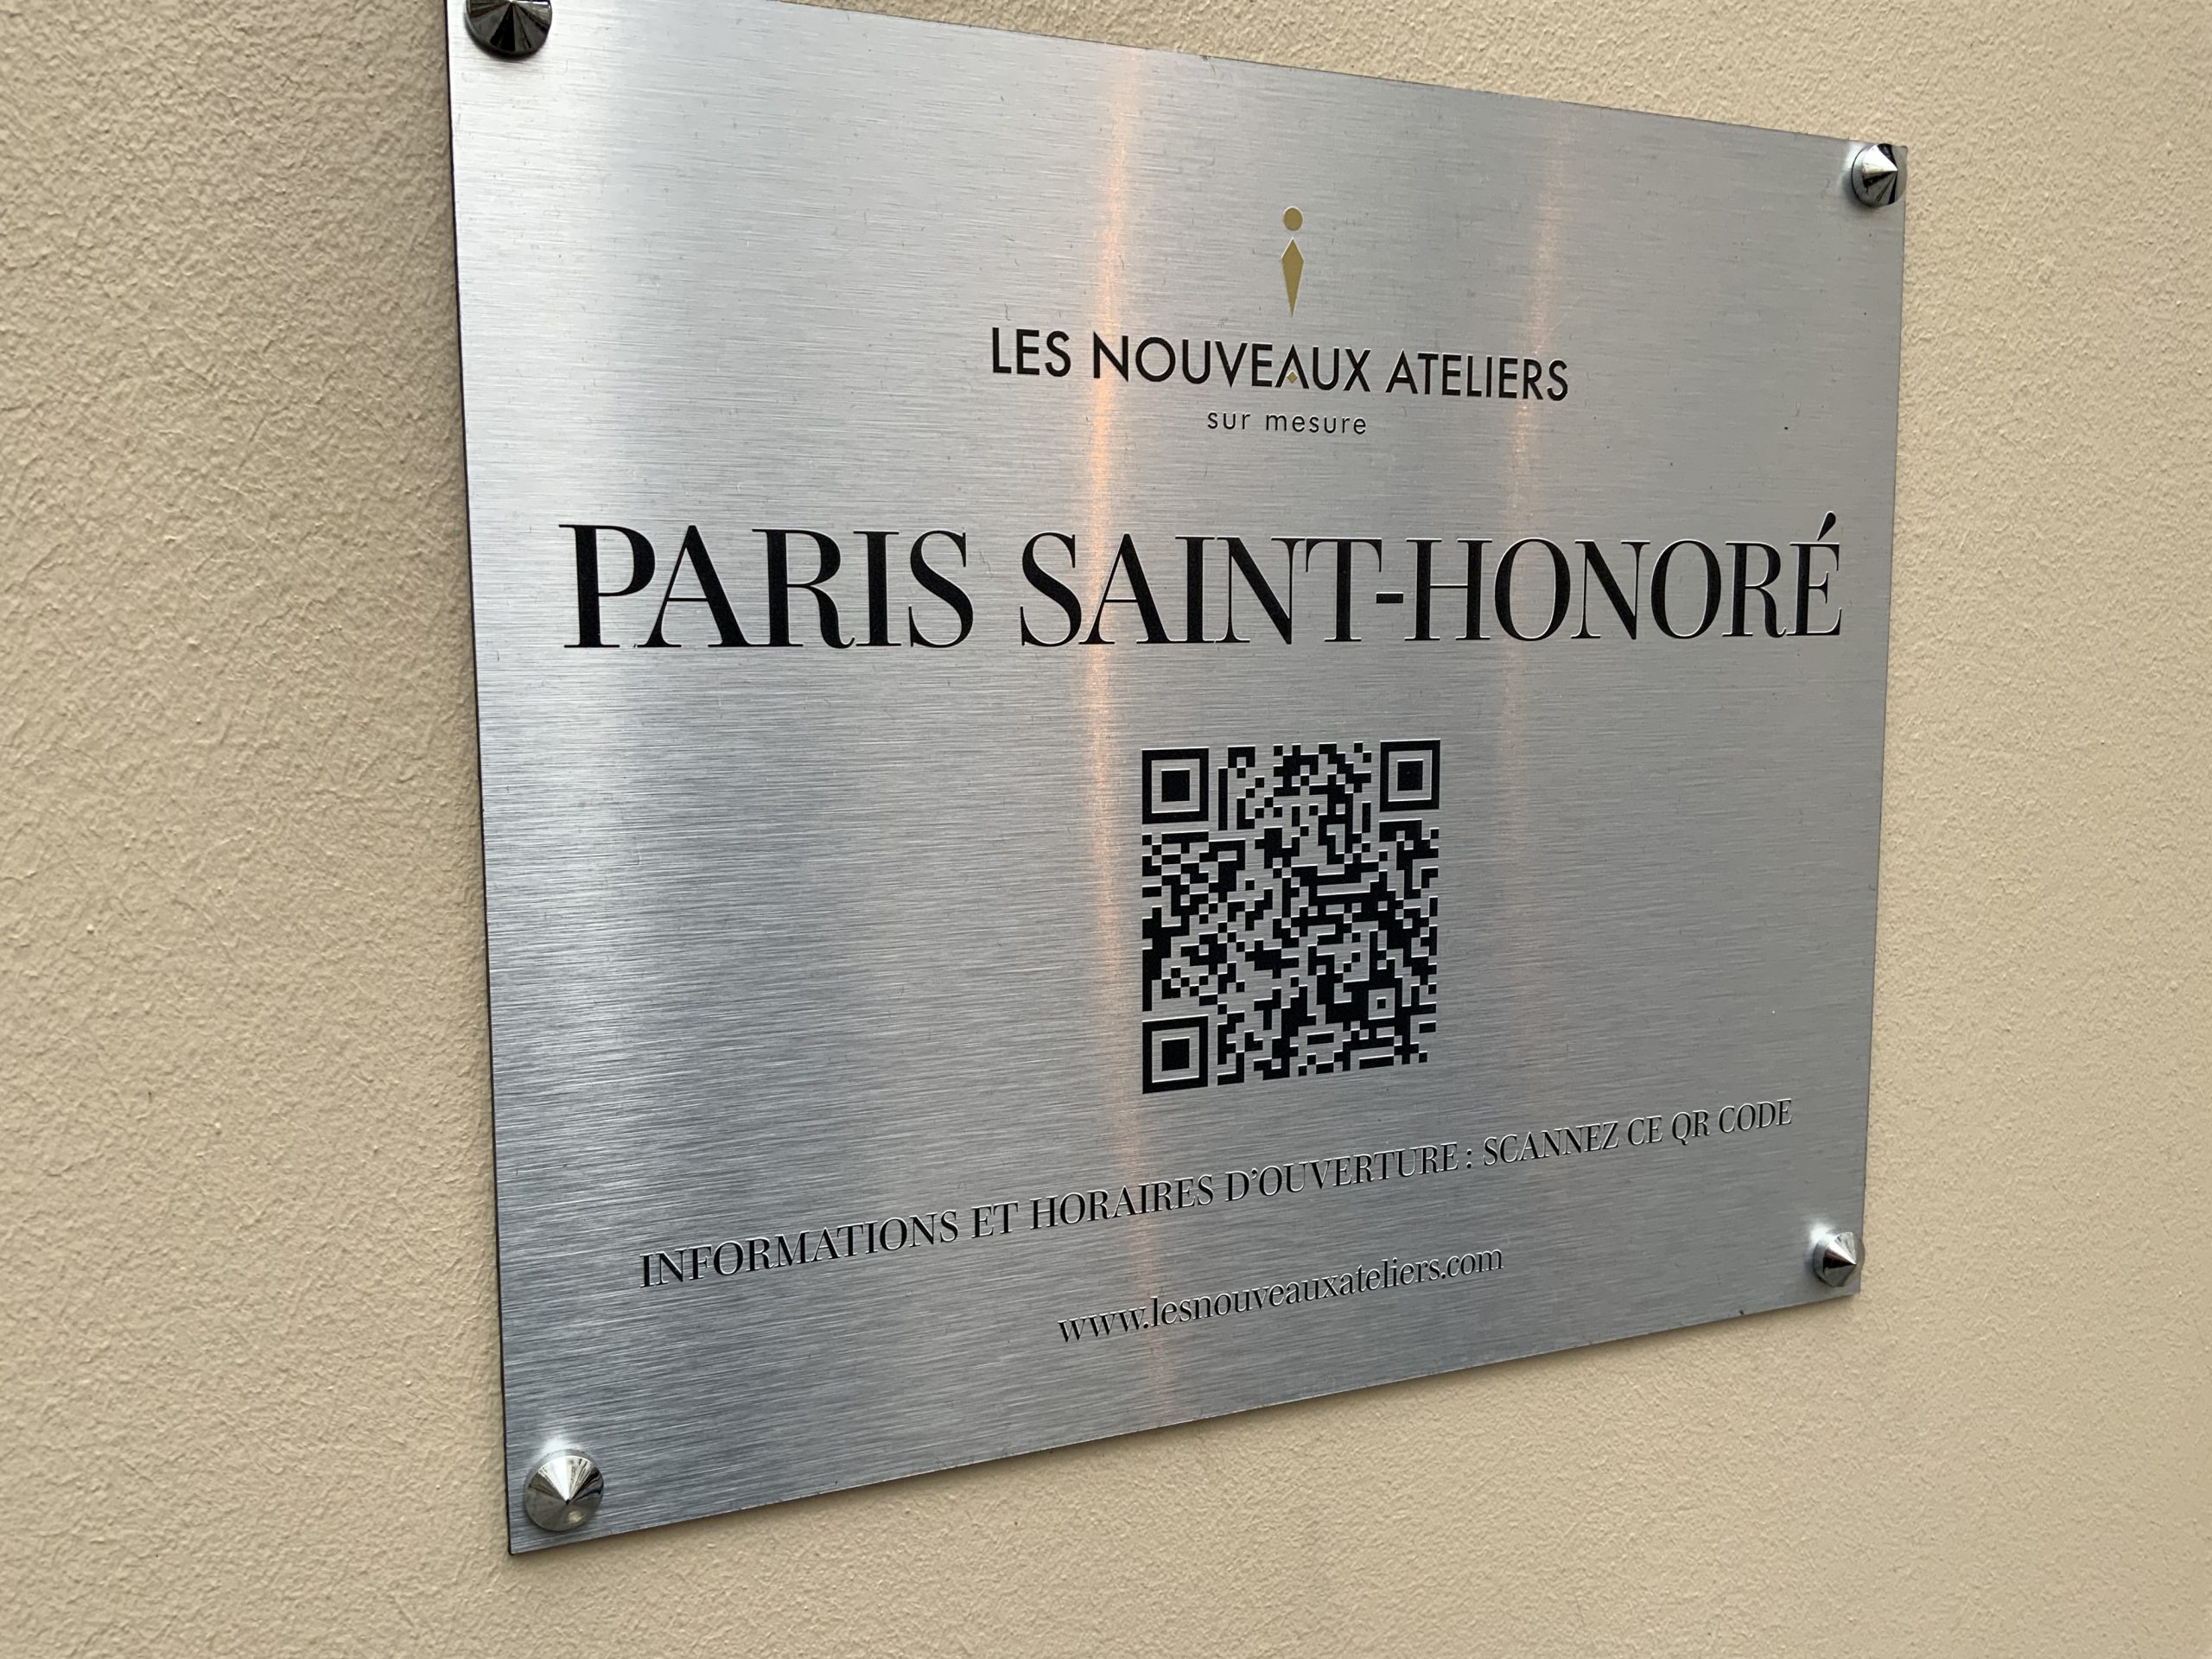 LES NOUVEAUX ATELIERS
sur mesure
PARIS SAINT-HONORÉ
INFORMATIONS ET HORAIRES D'OUVERTURE : SCANNEZ CE QR CODE
www.lesnouveauxateliers.com